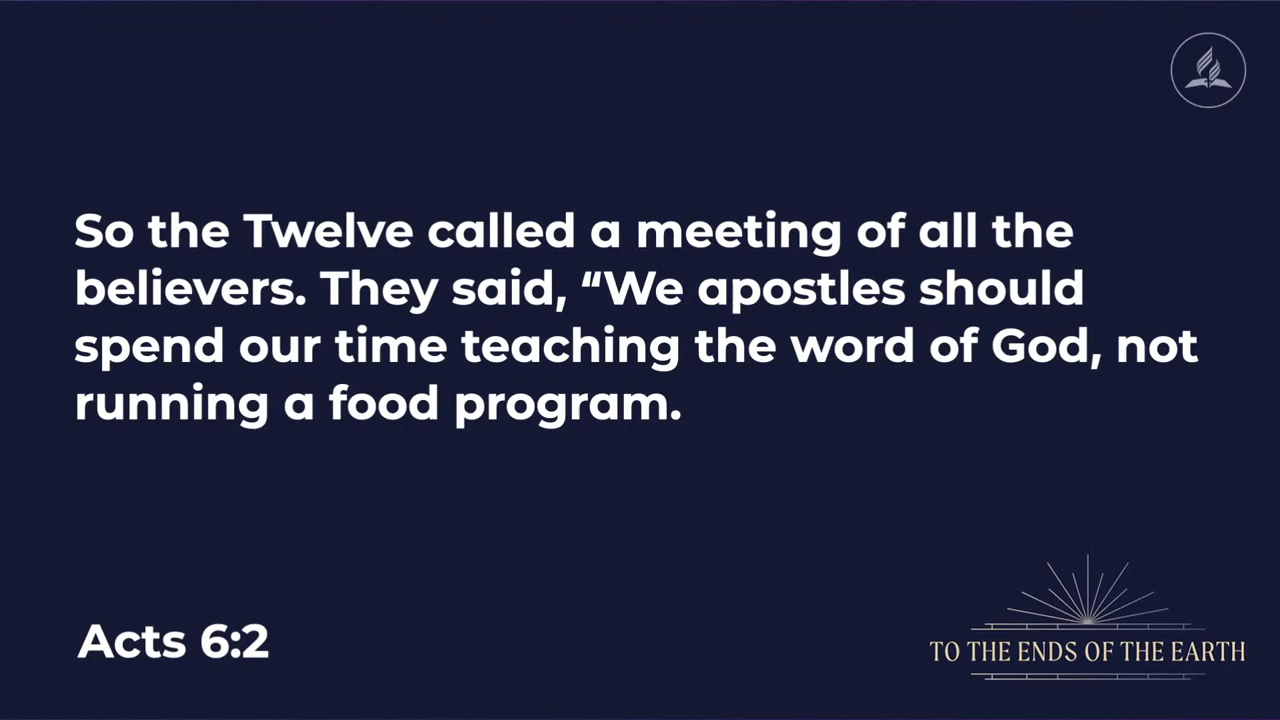 So the Twelve called a meeting of all the
believers. They said, “We apostles should
spend our time teaching the word of God, not
running a food program.
Acts 6:2
TO THE ENDS OF THE EARTH